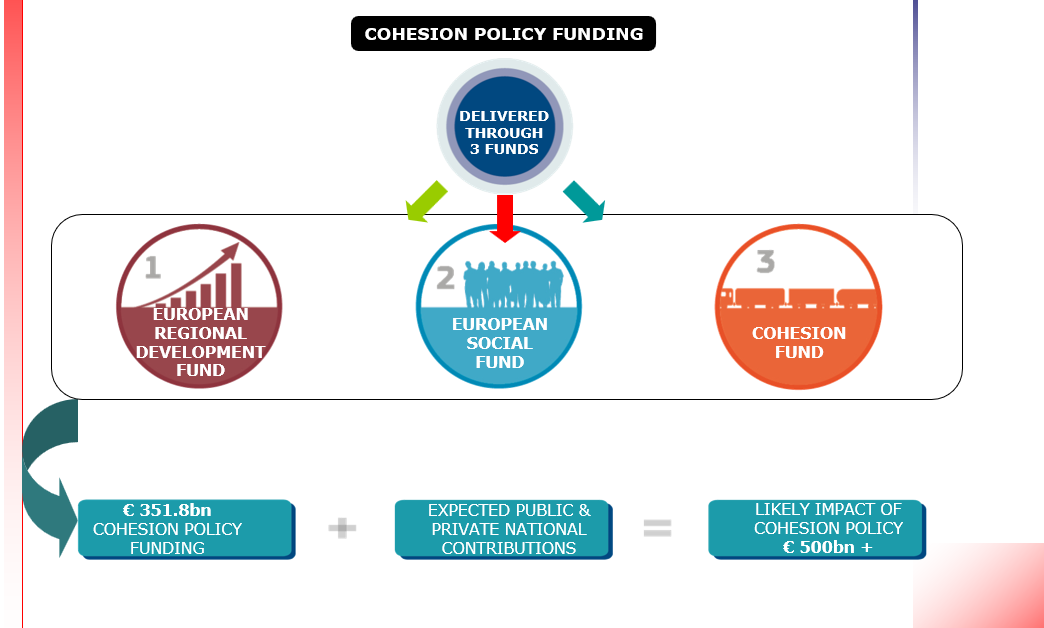 COHESION POLICY FUNDING
DELIVERED
THROUGH
3 FUNDS
1
EUROPEAN
REGIONAL
DEVELOPMENT
FUND
2
EUROPEAN
SOCIAL
FUND
3
COHESION
FUND
€ 351.8bn
COHESION POLICY
FUNDING
+
EXPECTED PUBLIC &
PRIVATE NATIONAL
CONTRIBUTIONS
=
LIKELY IMPACT OF
COHESION POLICY
€ 500bn +